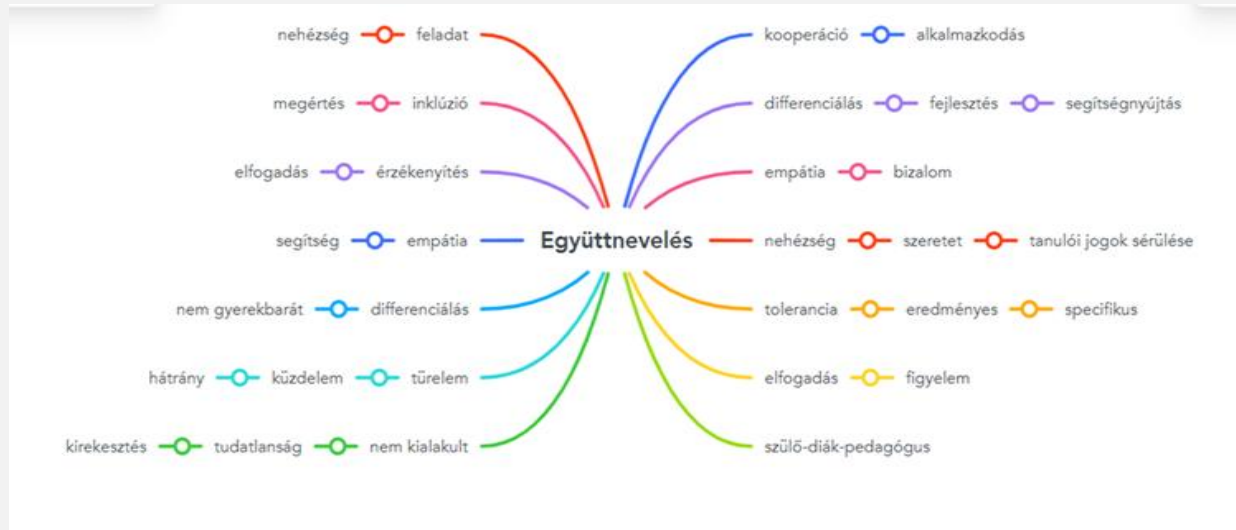 nehézség feladat kooperáció alkalmazkodás
megértés inklúzió differenciálás fejlesztés segítségnyújtás
elfogadás érzékenyítés empátia bizalom
segítség empátia Együttnevelés nehézség szeretet tanulói jogok sérülése
nem gyerekbarát differenciálás tolerancia eredményes specifikus
hátrány küzdelem türelem elfogadás figyelem
kirekesztés tudatlanság nem kialakult szülő-diák-pedagógus